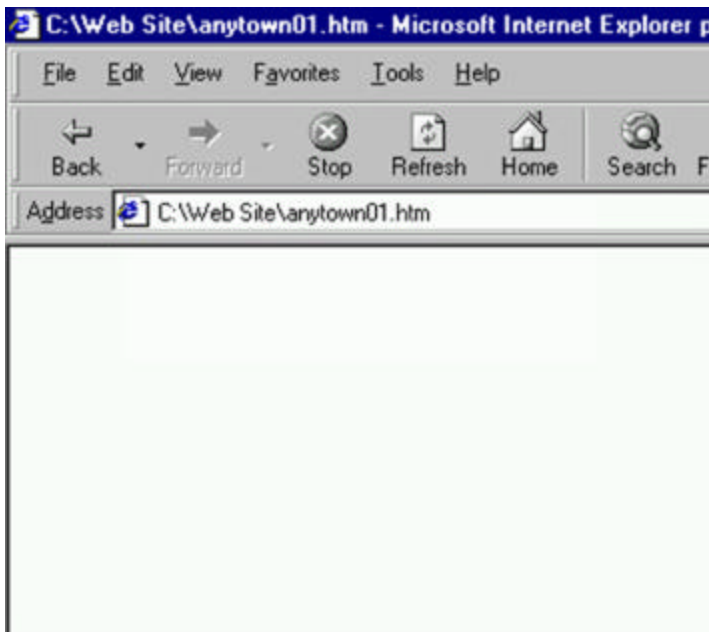 C:\Web Site\anytown01.htm - Microsoft Internet Explorer p
File Edit View Favorites Tools Help
Back Forward Stop Refresh Home Search F
Address C:\Web Site\anytown01.htm